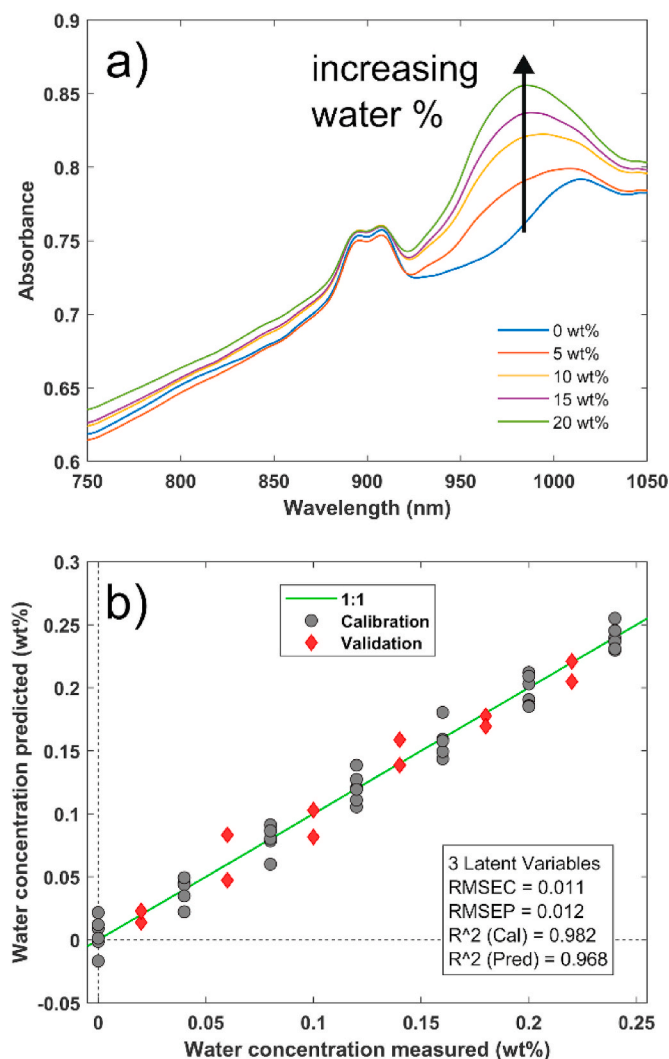 a)
increasing
water %
Absorbance
0.9
0.85
0.8
0.75
0.7
0.65
0.6
750
800
850
900
950
1000
1050
Wavelength (nm)
0 wt%
5 wt%
10 wt%
15 wt%
20 wt%
b)
1:1
Calibration
Validation
Water concentration predicted (wt%)
0.3
0.25
0.2
0.15
0.1
0.05
0
-0.05
3 Latent Variables
RMSEC = 0.011
RMSEP = 0.012
R^2 (Cal) = 0.982
R^2 (Pred) = 0.968
0
0.05
0.1
0.15
0.2
0.25
Water concentration measured (wt%)